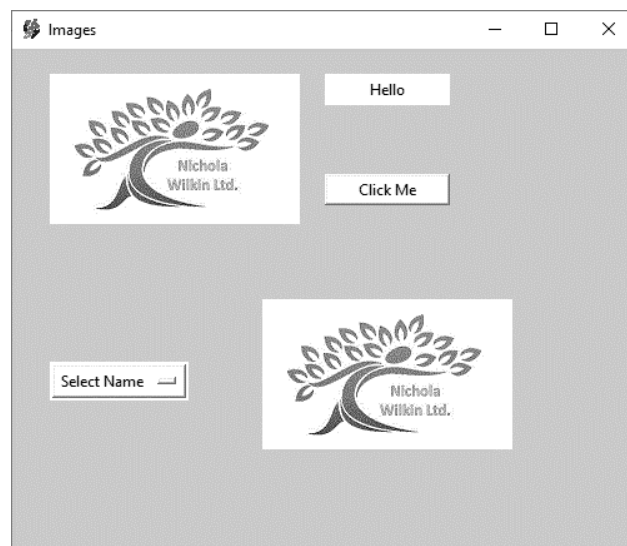 Images
Hello
Nichola
Wilkin Ltd.
Click Me
Select Name
Nichola
Wilkin Ltd.